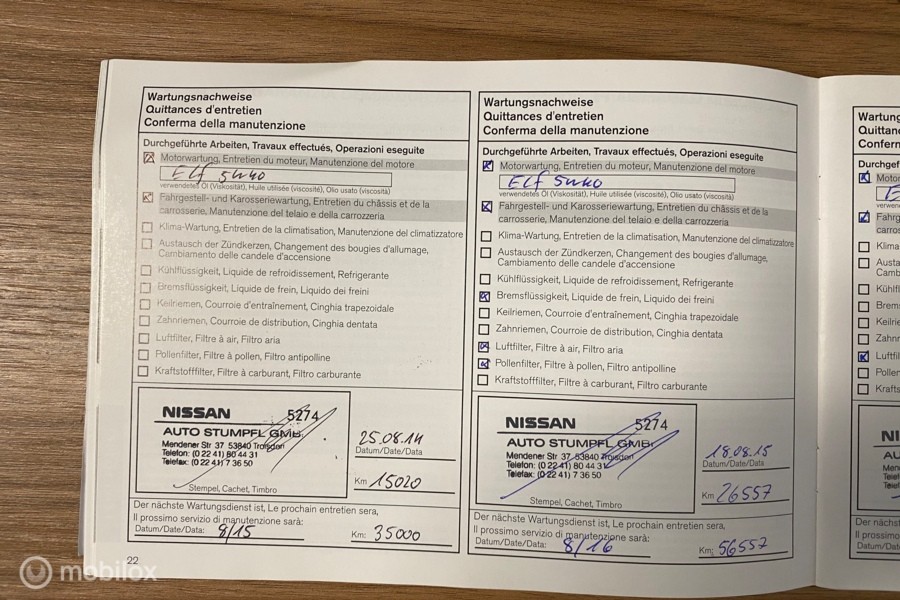 Wartungsnachweise
Quittances d'entretien
Conferma della manutenzione
Durchgeführte Arbeiten, Travaux effectués, Operazioni eseguite
Motorwartung, Entretien du moteur, Manutenzione del motore
Elf 5W40
verwendetes Öl (Viskosität), Huile utilisée (viscosité), Olio usato (viscosità)
Fahrgestell- und Karosseriewartung, Entretien du châssis et de la
carrosserie, Manutenzione del telaio e della carrozzeria
Klima-Wartung, Entretien de la climatisation, Manutenzione del climatizzatore
Austausch der Zündkerzen, Changement des bougies d'allumage,
Cambiamento delle candele d'accensione
Kühlflüssigkeit, Liquide de refroidissement, Refrigerante
Bremsflüssigkeit, Liquide de frein, Liquido dei freini
Keilriemen, Courroie d'entraînement, Cinghia trapezoidale
Zahnriemen, Courroie de distribution, Cinghia dentata
Luftfilter, Filtre à air, Filtro aria
Pollenfilter, Filtre à pollen, Filtro antipolline
Kraftstofffilter, Filtre à carburant, Filtro carburante
NISSAN 5274
AUTO STUMPFL GMB
Mendener Str 37 53840 Troisdorf
Telefon: (0 22 41) 80 44 31
Telefax: (0 22 41) 7 36 50
Stempel, Cachet, Timbro
25.08.14
Datum/Date/Data
Km 15020
Der nächste Wartungsdienst ist, Le prochain entretien sera,
Il prossimo servizio di manutenzione sarà:
Datum/Date/Data: 8/15 Km: 35000
22
Wartungsnachweise
Quittances d'entretien
Conferma della manutenzione
Durchgeführte Arbeiten, Travaux effectués, Operazioni eseguite
Motorwartung, Entretien du moteur, Manutenzione del motore
Elf 5W40
verwendetes Öl (Viskosität), Huile utilisée (viscosité), Olio usato (viscosità)
Fahrgestell- und Karosseriewartung, Entretien du châssis et de la
carrosserie, Manutenzione del telaio e della carrozzeria
Klima-Wartung, Entretien de la climatisation, Manutenzione del climatizzatore
Austausch der Zündkerzen, Changement des bougies d'allumage,
Cambiamento delle candele d'accensione
Kühlflüssigkeit, Liquide de refroidissement, Refrigerante
Bremsflüssigkeit, Liquide de frein, Liquido dei freini
Keilriemen, Courroie d'entraînement, Cinghia trapezoidale
Zahnriemen, Courroie de distribution, Cinghia dentata
Luftfilter, Filtre à air, Filtro aria
Pollenfilter, Filtre à pollen, Filtro antipolline
Kraftstofffilter, Filtre à carburant, Filtro carburante
NISSAN 5274
AUTO STUMPFL GMB
Mendener Str 37 53840 Troisdorf
Telefon: (0 22 41) 80 44 31
Telefax: (0 22 41) 7 36 50
Stempel, Cachet, Timbro
18.08.15
Datum/Date/Data
Km 26557
Der nächste Wartungsdienst ist, Le prochain entretien sera,
Il prossimo servizio di manutenzione sarà:
Datum/Date/Data: 8/16 Km: 56557
mobilox